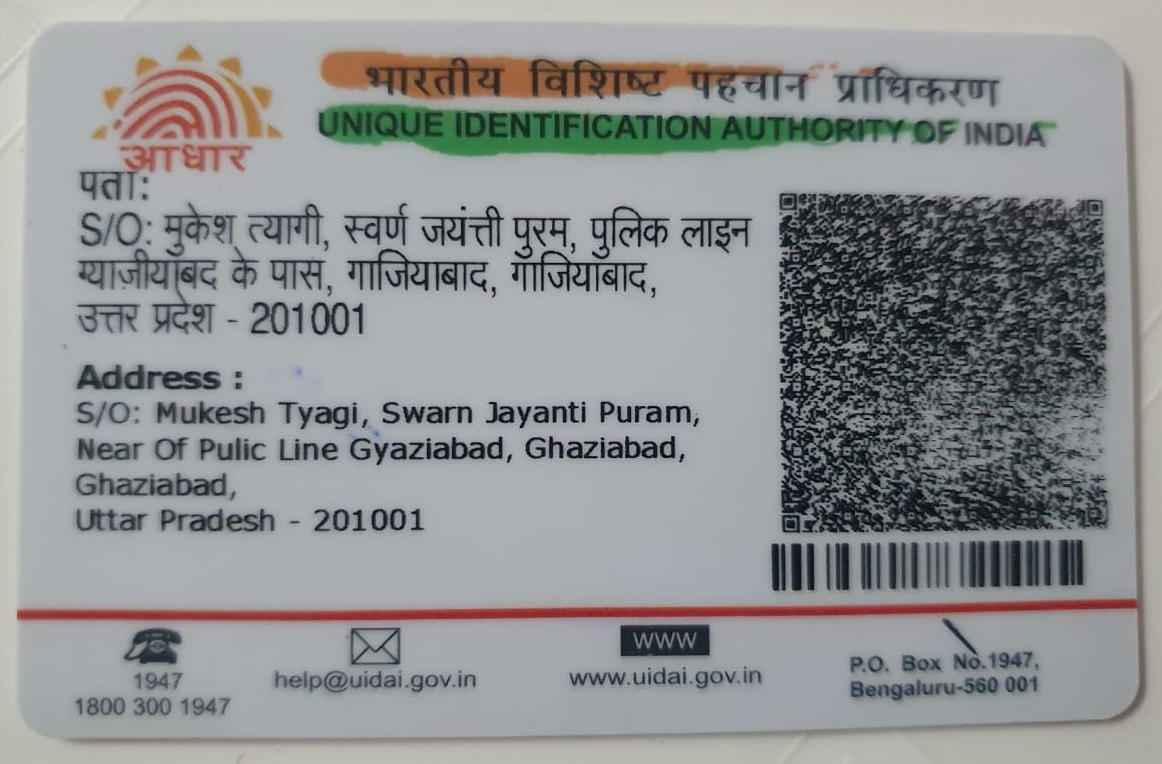 भारतीय विशिष्ट पहचान प्राधिकरण
UNIQUE IDENTIFICATION AUTHORITY OF INDIA
आधार
पता:
S/O: मुकेश त्यागी, स्वर्ण जयंत्ती पुरम, पुलिक लाइन
ग्याज़ीयाबद के पास, गाजियाबाद, गाजियाबाद,
उत्तर प्रदेश - 201001
Address :
S/O: Mukesh Tyagi, Swarn Jayanti Puram,
Near Of Pulic Line Gyaziabad, Ghaziabad,
Ghaziabad,
Uttar Pradesh - 201001
1947
1800 300 1947
help@uidai.gov.in
WWW
www.uidai.gov.in
P.O. Box No.1947,
Bengaluru-560 001